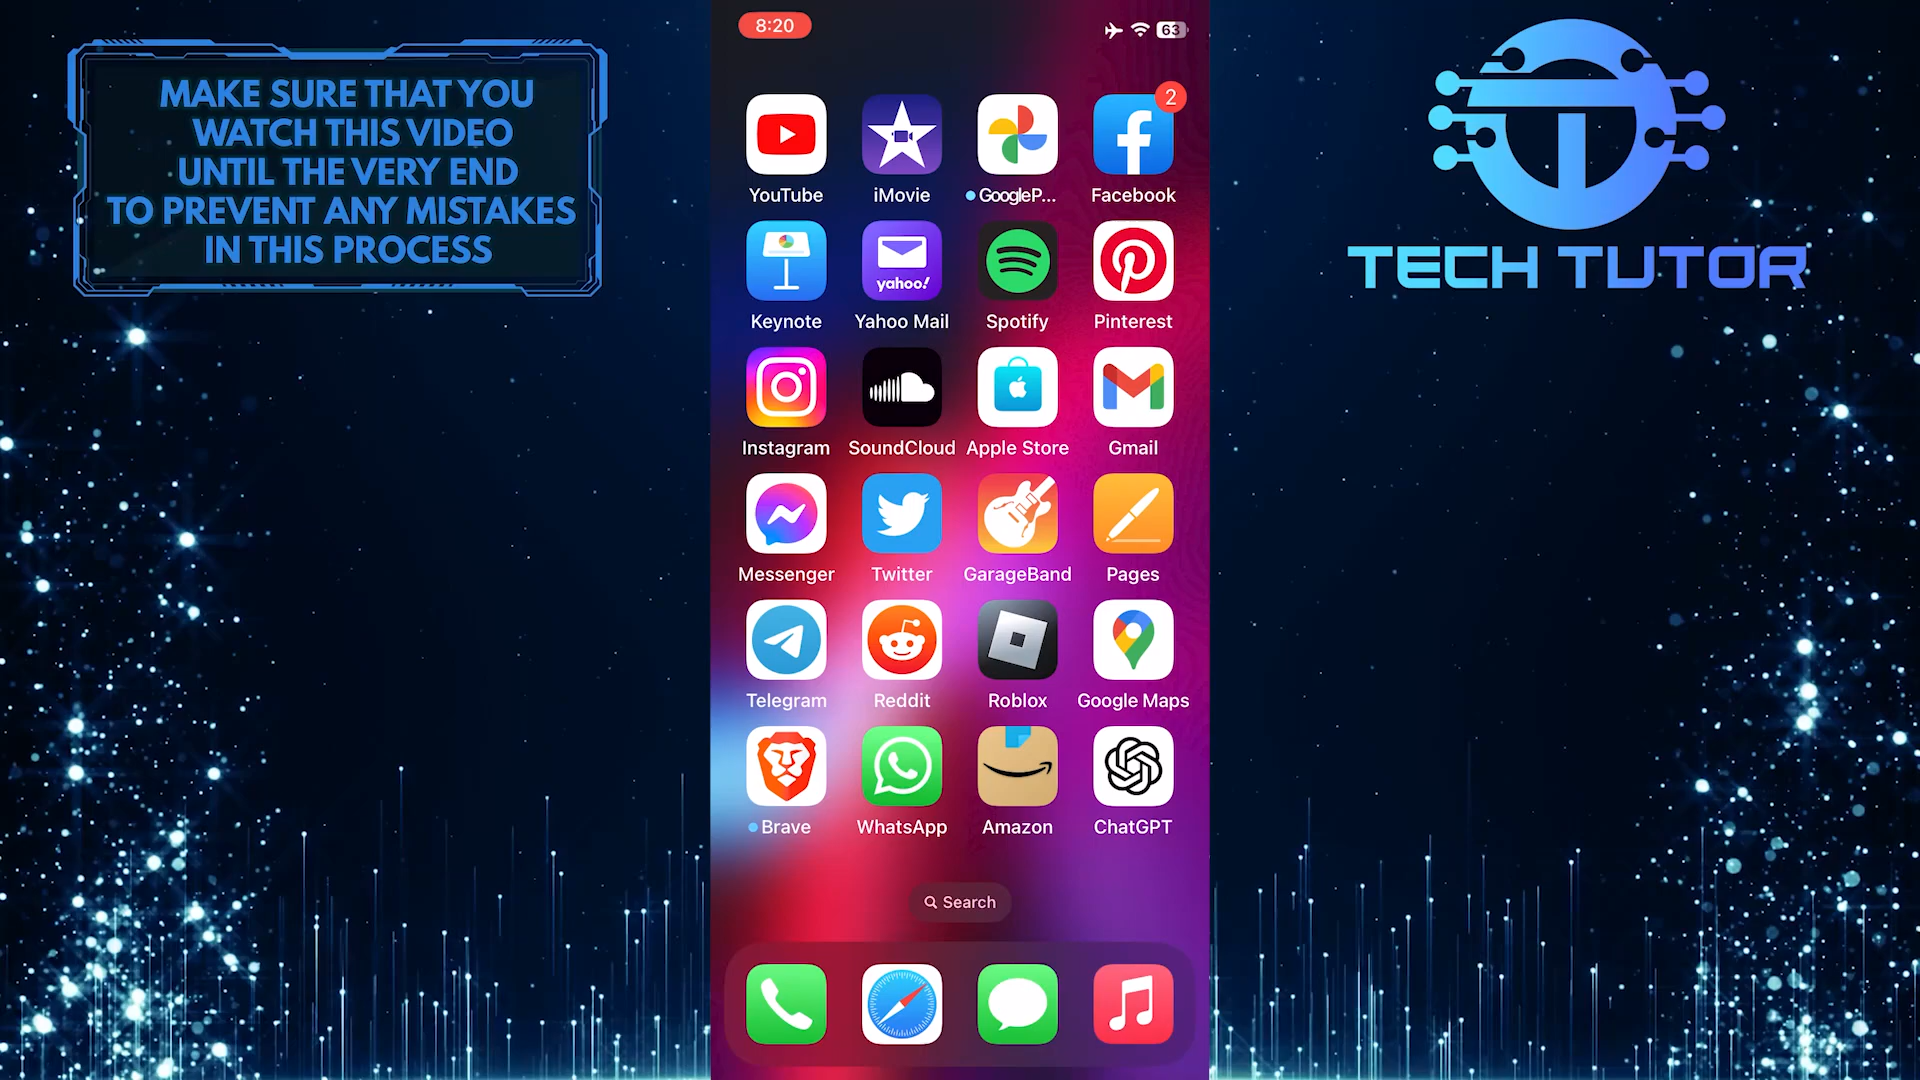 MAKE SURE THAT YOU
WATCH THIS VIDEO
UNTIL THE VERY END
TO PREVENT ANY MISTAKES
IN THIS PROCESS
8:20
63
2
YouTube
iMovie
GoogleP...
Facebook
yahoo!
Keynote
Yahoo Mail
Spotify
Pinterest
Instagram
SoundCloud
Apple Store
Gmail
Messenger
Twitter
GarageBand
Pages
Telegram
Reddit
Roblox
Google Maps
Brave
WhatsApp
Amazon
ChatGPT
Search
TECH TUTOR